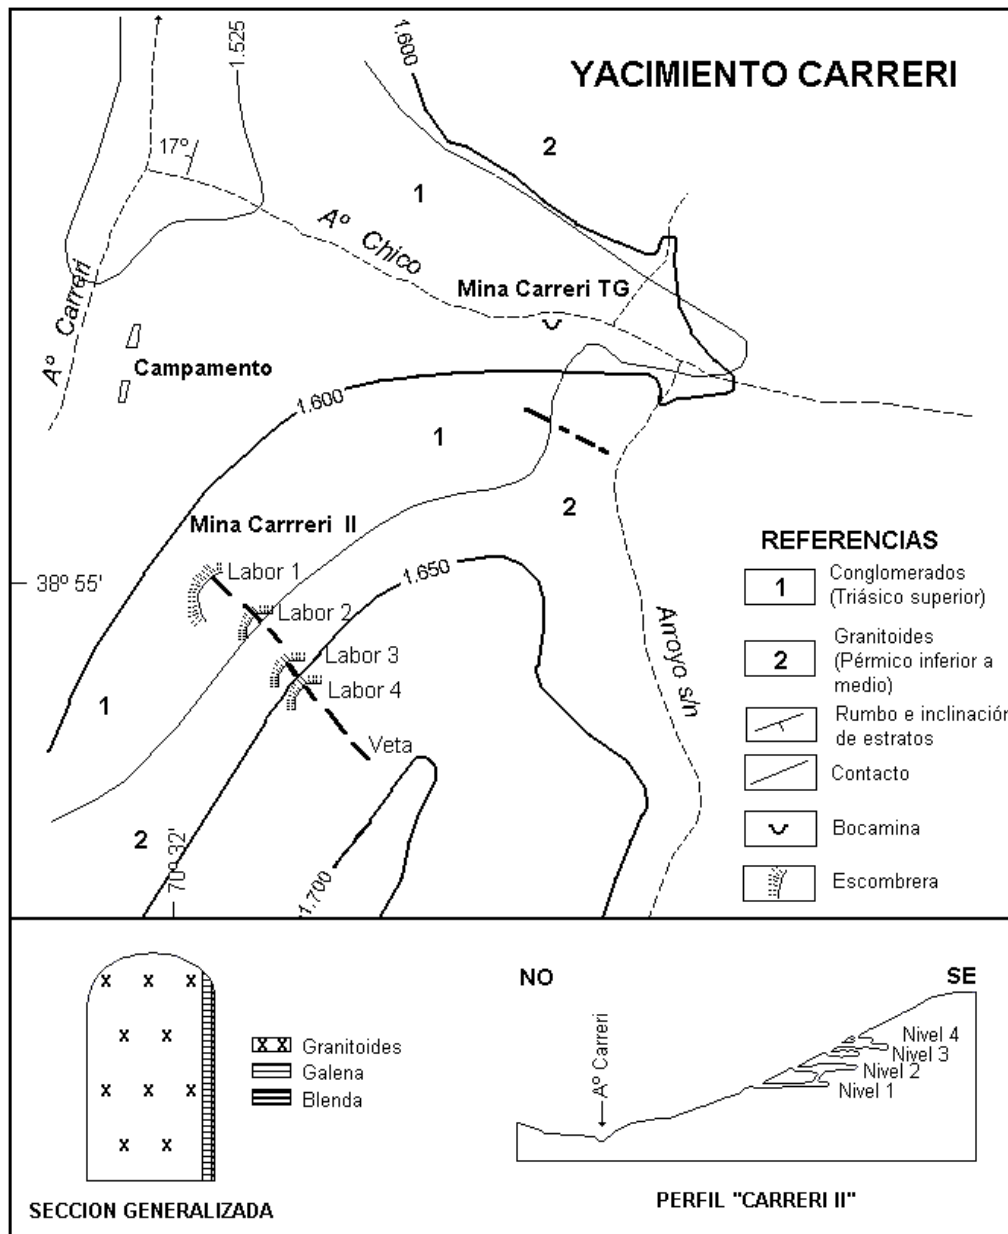 YACIMIENTO CARRERI
1.525
1.600
17º
2
1
Aº Chico
Aº Carreri
Mina Carreri TG
Campamento
1.600
1
2
Mina Carrreri II
38º 55'
Labor 1
Labor 2
Labor 3
Labor 4
Veta
1.650
Arroyo s/n
1
2
70º 32'
1.700
REFERENCIAS
1
Conglomerados
(Triásico superior)
2
Granitoides
(Pérmico inferior a
medio)
Rumbo e inclinación
de estratos
Contacto
Bocamina
Escombrera
x x x
x x
x x x
x x
x x
Granitoides
Galena
Blenda
SECCION GENERALIZADA
NO
SE
Aº Carreri
Nivel 4
Nivel 3
Nivel 2
Nivel 1
PERFIL "CARRERI II"